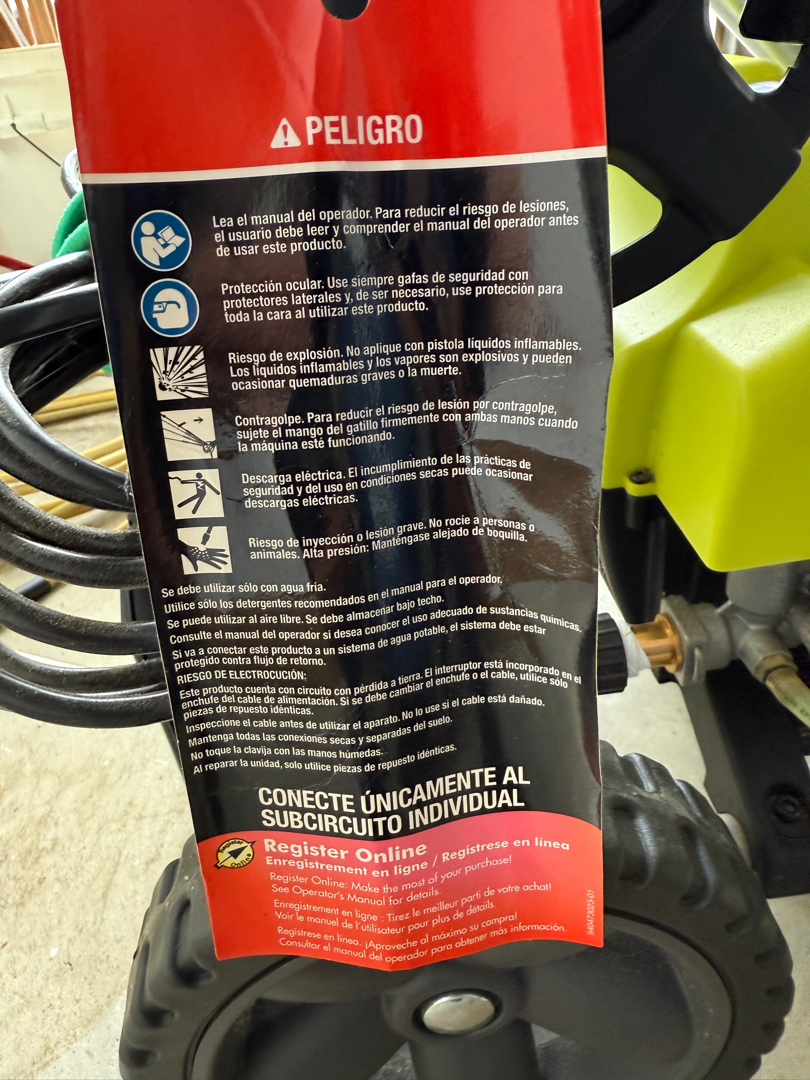 PELIGRO
Lea el manual del operador. Para reducir el riesgo de lesiones,
el usuario debe leer y comprender el manual del operador antes
de usar este producto.
Protección ocular. Use siempre gafas de seguridad con
protectores laterales y, de ser necesario, use protección para
toda la cara al utilizar este producto.
Riesgo de explosión. No aplique con pistola líquidos inflamables.
Los líquidos inflamables y los vapores son explosivos y pueden
ocasionar quemaduras graves o la muerte.
Contragolpe. Para reducir el riesgo de lesión por contragolpe,
sujete el mango del gatillo firmemente con ambas manos cuando
la máquina esté funcionando.
Descarga eléctrica. El incumplimiento de las prácticas de
seguridad y del uso en condiciones secas puede ocasionar
descargas eléctricas.
Riesgo de inyección o lesión grave. No rocíe a personas o
animales. Alta presión: Manténgase alejado de boquilla.
Se debe utilizar sólo con agua fría.
Utilice sólo los detergentes recomendados en el manual para el operador.
Se puede utilizar al aire libre. Se debe almacenar bajo techo.
Consulte el manual del operador si desea conocer el uso adecuado de sustancias químicas.
Si va a conectar este producto a un sistema de agua potable, el sistema debe estar
protegido contra flujo de retorno.
RIESGO DE ELECTROCUCIÓN:
Este producto cuenta con circuito con pérdida a tierra. El interruptor está incorporado en el
enchufe del cable de alimentación. Si se debe cambiar el enchufe o el cable, utilice sólo
piezas de repuesto idénticas.
Inspeccione el cable antes de utilizar el aparato. No lo use si el cable está dañado.
Mantenga todas las conexiones secas y separadas del suelo.
No toque la clavija con las manos húmedas.
Al reparar la unidad, solo utilice piezas de repuesto idénticas.
CONECTE ÚNICAMENTE AL
SUBCIRCUITO INDIVIDUAL
Register
Online
Register Online
Enregistrement en ligne / Regístrese en línea
Register Online: Make the most of your purchase!
See Operator's Manual for details.
Enregistrement en ligne : Tirez le meilleur parti de votre achat!
Voir le manuel de l'utilisateur pour plus de détails.
Regístrese en línea. ¡Aproveche al máximo su compra!
Consultar el manual del operador para obtener más información.
940473023-01